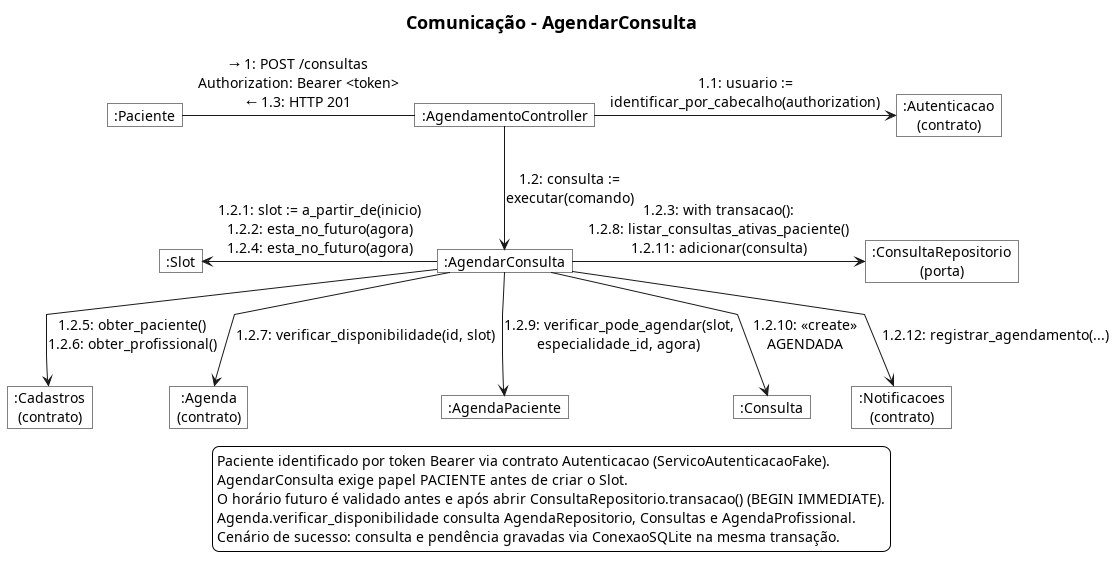 Comunicação - AgendarConsulta
→ 1: POST /consultas
Authorization: Bearer <token>
← 1.3: HTTP 201
1.1: usuario :=
identificar_por_cabecalho(authorization)
:Paciente
:AgendamentoController
:Autenticacao
(contrato)
1.2: consulta :=
executar(comando)
1.2.1: slot := a_partir_de(inicio)
1.2.2: esta_no_futuro(agora)
1.2.4: esta_no_futuro(agora)
1.2.3: with transacao():
1.2.8: listar_consultas_ativas_paciente()
1.2.11: adicionar(consulta)
:Slot
:AgendarConsulta
:ConsultaRepositorio
(porta)
1.2.5: obter_paciente()
1.2.6: obter_profissional()
1.2.7: verificar_disponibilidade(id, slot)
1.2.9: verificar_pode_agendar(slot,
especialidade_id, agora)
1.2.10: «create»
AGENDADA
1.2.12: registrar_agendamento(...)
:Cadastros
(contrato)
:Agenda
(contrato)
:AgendaPaciente
:Consulta
:Notificacoes
(contrato)
Paciente identificado por token Bearer via contrato Autenticacao (ServicoAutenticacaoFake).
AgendarConsulta exige papel PACIENTE antes de criar o Slot.
O horário futuro é validado antes e após abrir ConsultaRepositorio.transacao() (BEGIN IMMEDIATE).
Agenda.verificar_disponibilidade consulta AgendaRepositorio, Consultas e AgendaProfissional.
Cenário de sucesso: consulta e pendência gravadas via ConexaoSQLite na mesma transação.